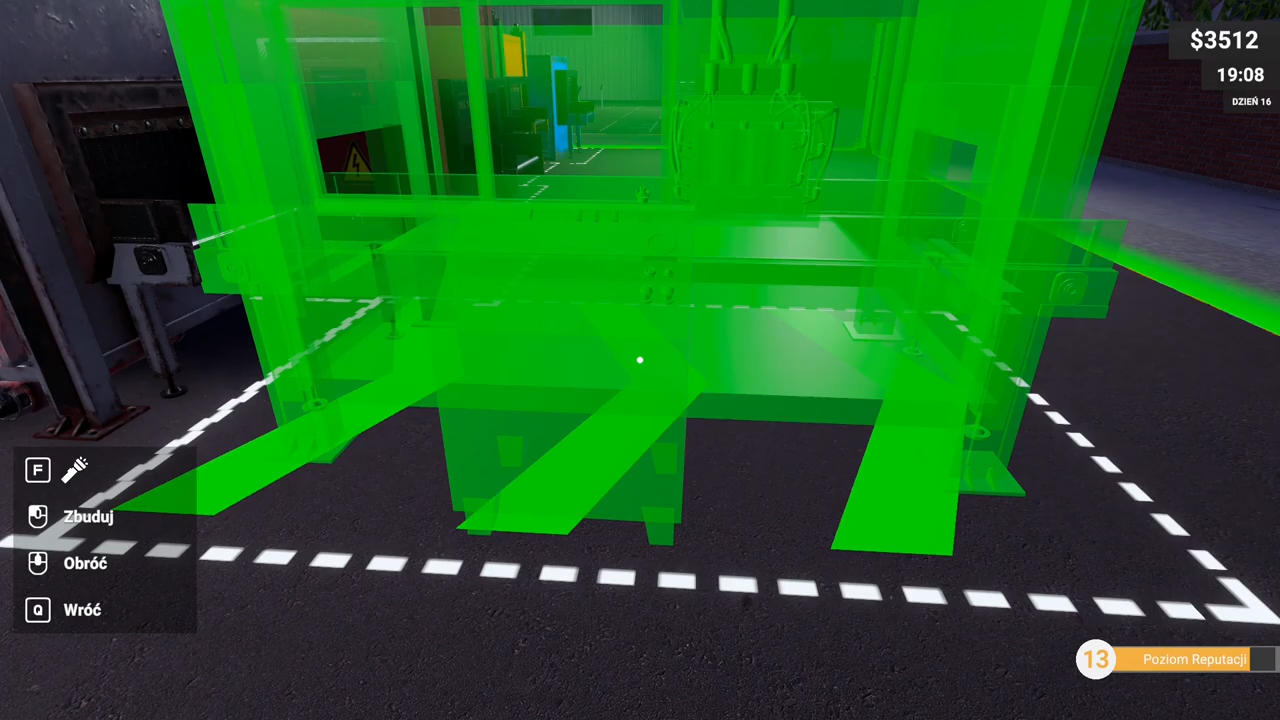 $3512
19:08
DZIEŃ 16
F
Zbuduj
Obróć
Q Wróć
13 Poziom Reputacji